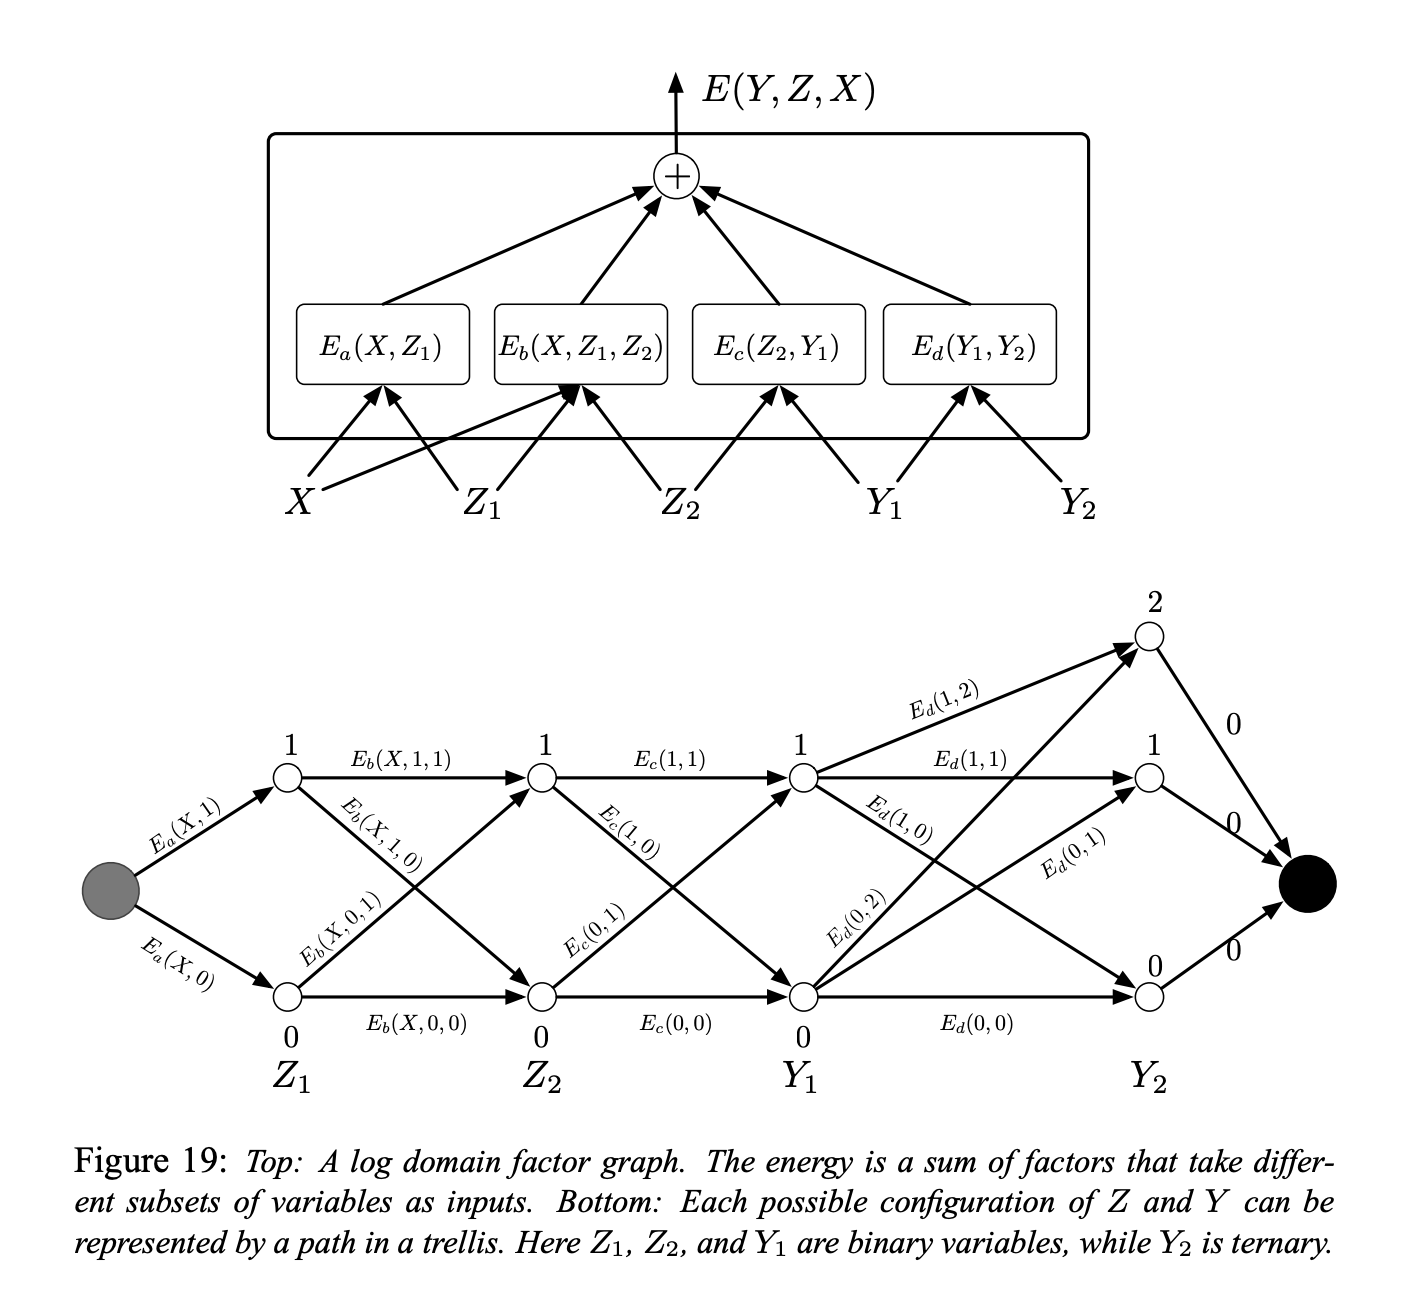 E(Y, Z, X)
+
E_a(X, Z_1) E_b(X, Z_1, Z_2) E_c(Z_2, Y_1) E_d(Y_1, Y_2)
X Z_1 Z_2 Y_1 Y_2
2
E_d(1, 2)
0
1 1 1 1
E_b(X, 1, 1) E_c(1, 1) E_d(1, 1)
E_a(X, 1) E_b(X, 1, 0) E_c(1, 0) E_d(1, 0) E_d(0, 1) 0
E_a(X, 0) E_b(X, 0, 1) E_c(0, 1) E_d(0, 2) 0
0
E_b(X, 0, 0) E_c(0, 0) E_d(0, 0)
0 0 0
Z_1 Z_2 Y_1 Y_2
Figure 19: Top: A log domain factor graph. The energy is a sum of factors that take differ-
ent subsets of variables as inputs. Bottom: Each possible configuration of Z and Y can be
represented by a path in a trellis. Here Z_1, Z_2, and Y_1 are binary variables, while Y_2 is ternary.